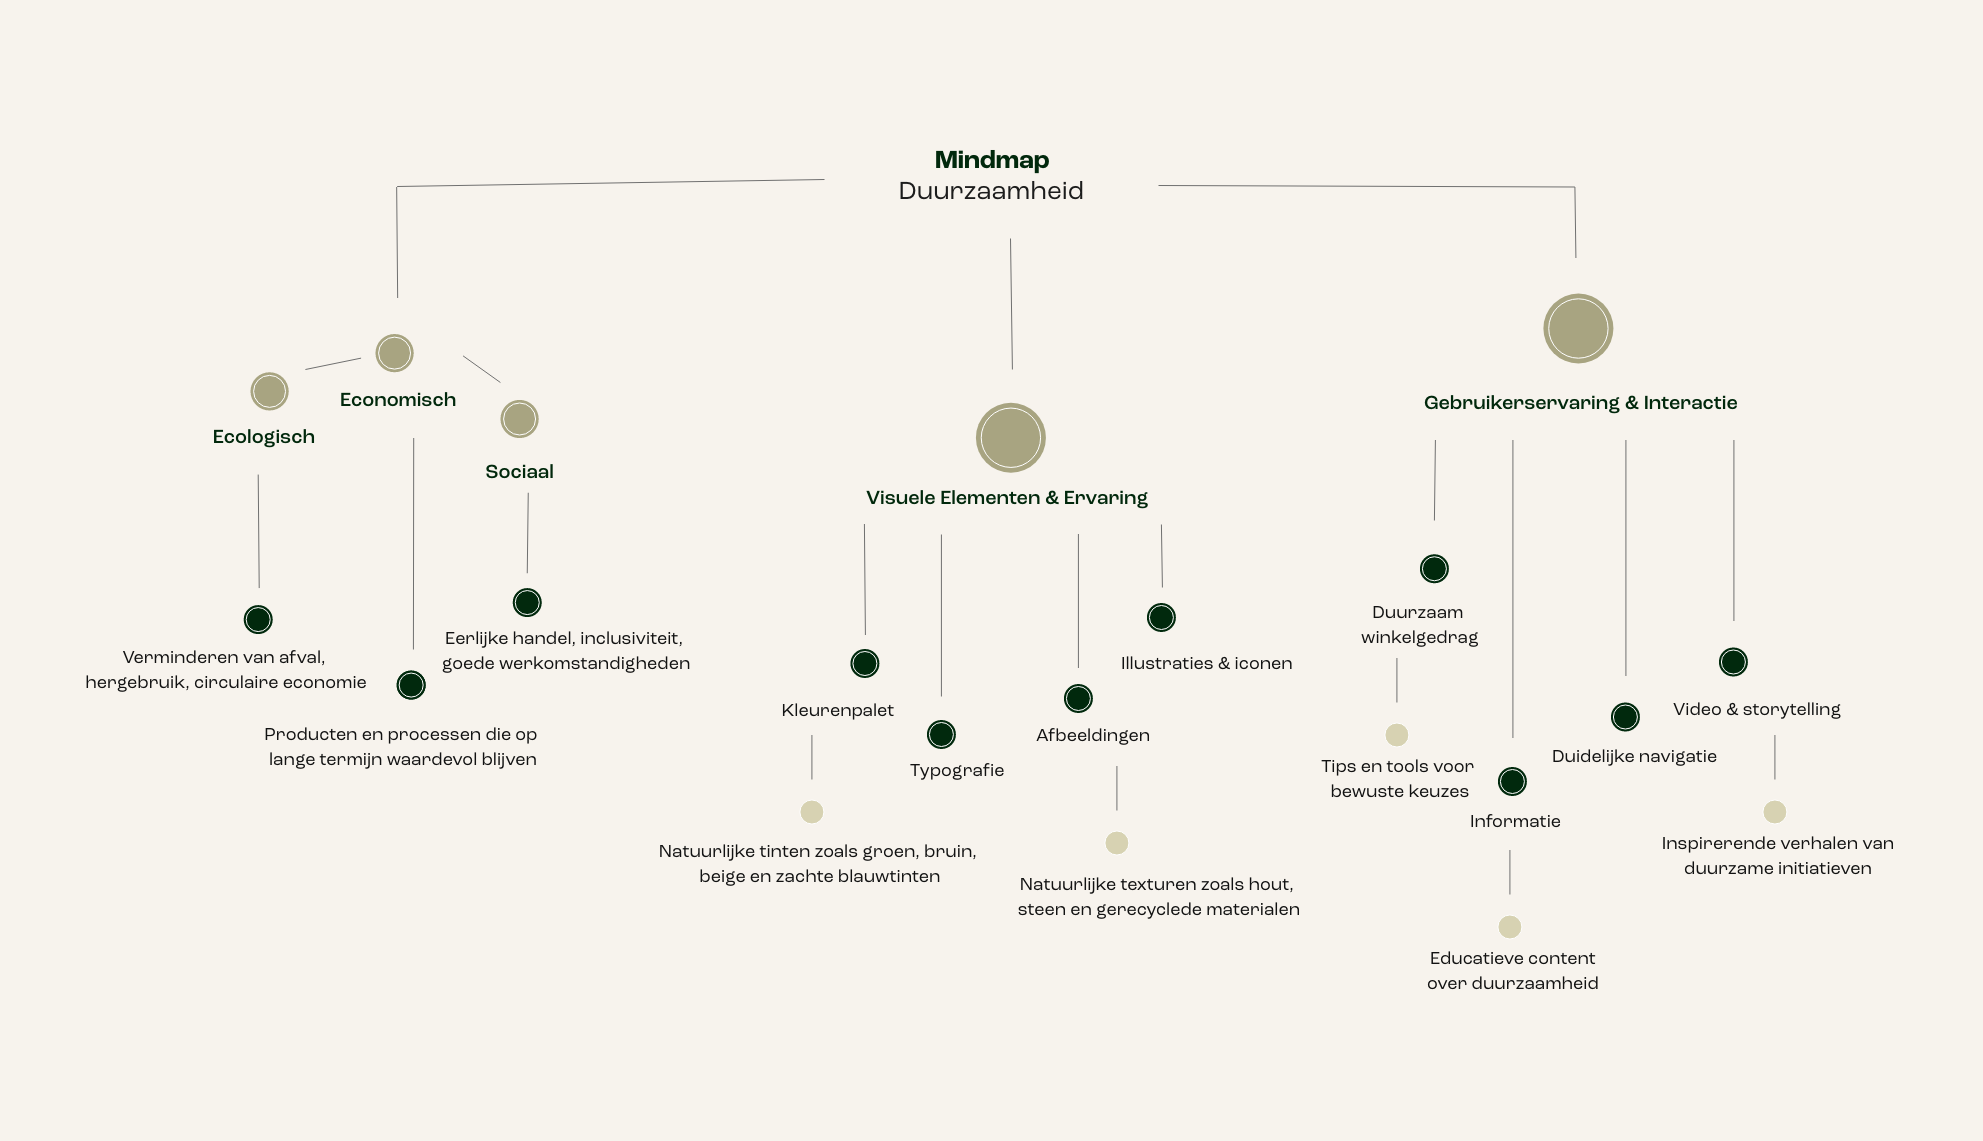 Mindmap
Duurzaamheid
Economisch
Ecologisch
Sociaal
Verminderen van afval,
hergebruik, circulaire economie
Producten en processen die op
lange termijn waardevol blijven
Eerlijke handel, inclusiviteit,
goede werkomstandigheden
Visuele Elementen & Ervaring
Kleurenpalet
Natuurlijke tinten zoals groen, bruin,
beige en zachte blauwtinten
Typografie
Afbeeldingen
Natuurlijke texturen zoals hout,
steen en gerecyclede materialen
Illustraties & iconen
Gebruikerservaring & Interactie
Duurzaam
winkelgedrag
Tips en tools voor
bewuste keuzes
Informatie
Educatieve content
over duurzaamheid
Duidelijke navigatie
Video & storytelling
Inspirerende verhalen van
duurzame initiatieven